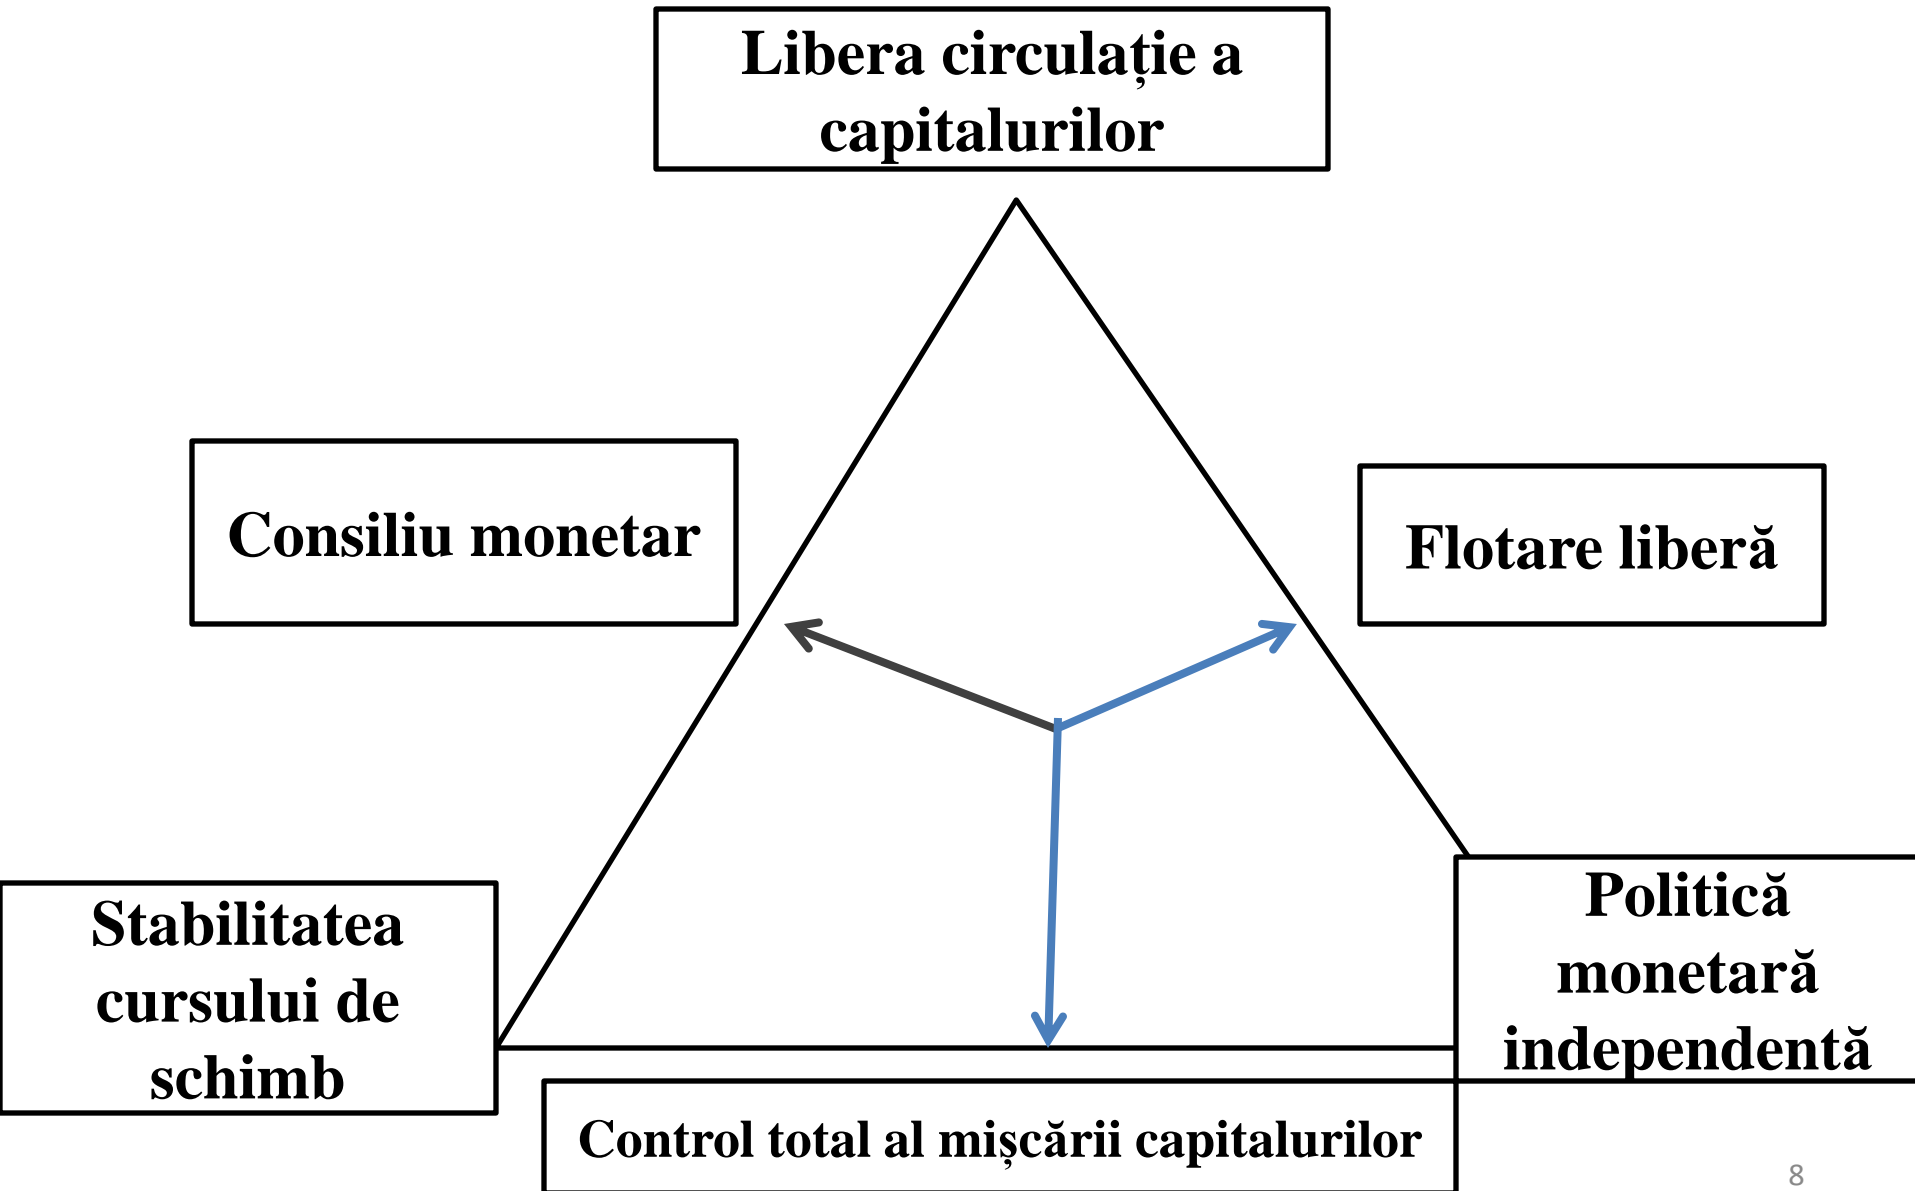 Libera circulație a
capitalurilor
Consiliu monetar
Flotare liberă
Stabilitatea
cursului de
schimb
Politică
monetară
independentă
Control total al mișcării capitalurilor
8